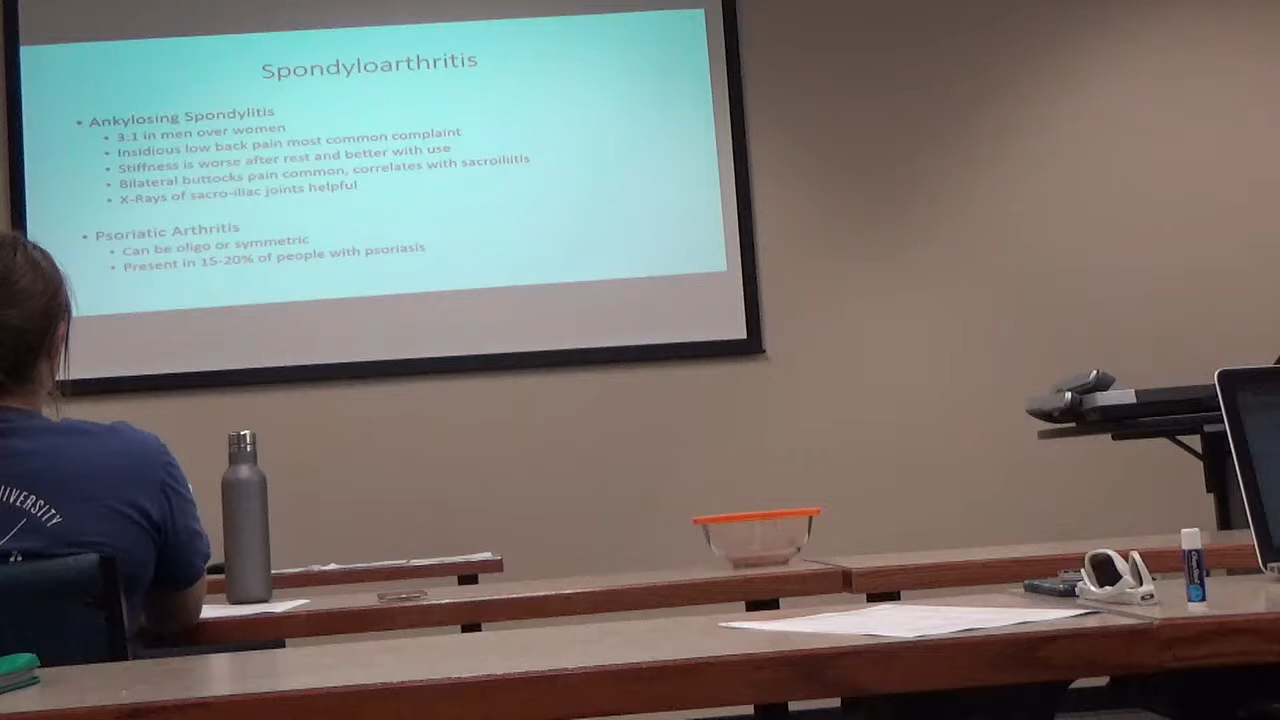 Spondyloarthritis
• Ankylosing Spondylitis
• 3:1 in men over women
• Insidious low back pain most common complaint
• Stiffness is worse after rest and better with use
• Bilateral buttocks pain common, correlates with sacroiliitis
• X-Rays of sacro-iliac joints helpful
• Psoriatic Arthritis
• Can be oligo or symmetric
• Present in 15-20% of people with psoriasis